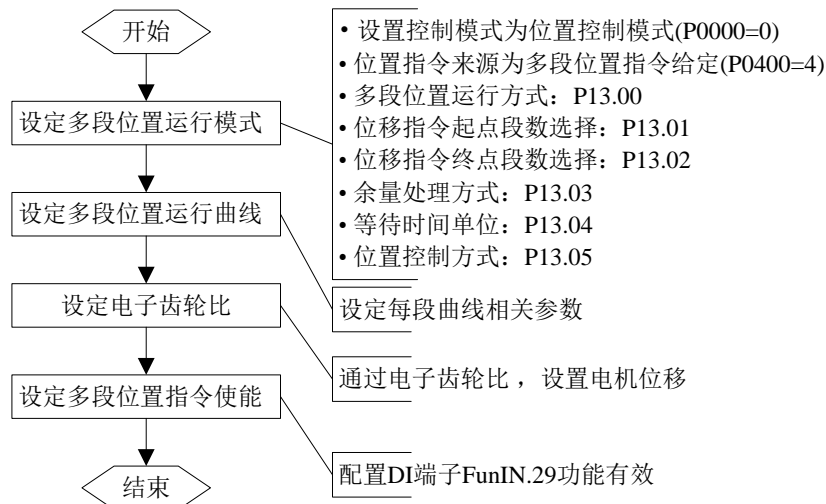 开始
• 设置控制模式为位置控制模式(P0000=0)
• 位置指令来源为多段位置指令给定(P0400=4)
• 多段位置运行方式：P13.00
• 位移指令起点段数选择：P13.01
• 位移指令终点段数选择：P13.02
• 余量处理方式：P13.03
• 等待时间单位：P13.04
• 位置控制方式：P13.05
设定多段位置运行模式
设定多段位置运行曲线
设定每段曲线相关参数
设定电子齿轮比
通过电子齿轮比，设置电机位移
设定多段位置指令使能
配置DI端子FunIN.29功能有效
结束